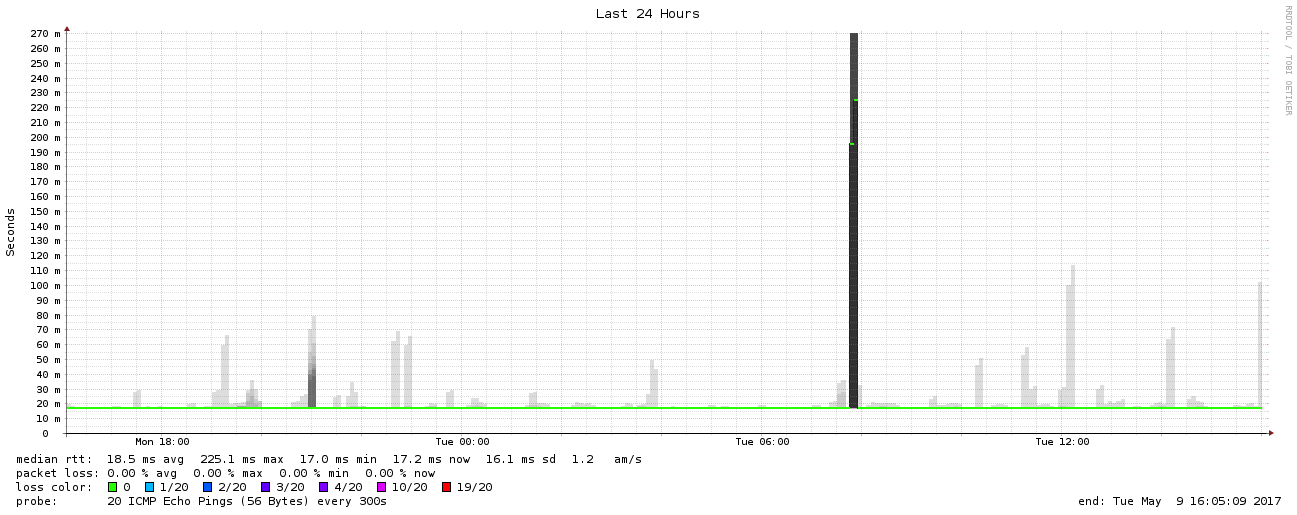 Last 24 Hours
RRDTOOL / TOBI OETIKER
Seconds
270 m
260 m
250 m
240 m
230 m
220 m
210 m
200 m
190 m
180 m
170 m
160 m
150 m
140 m
130 m
120 m
110 m
100 m
90 m
80 m
70 m
60 m
50 m
40 m
30 m
20 m
10 m
0
Mon 18:00 Tue 00:00 Tue 06:00 Tue 12:00
median rtt: 18.5 ms avg 225.1 ms max 17.0 ms min 17.2 ms now 16.1 ms sd 1.2 am/s
packet loss: 0.00 % avg 0.00 % max 0.00 % min 0.00 % now
loss color: 0 1/20 2/20 3/20 4/20 10/20 19/20
probe: 20 ICMP Echo Pings (56 Bytes) every 300s end: Tue May 9 16:05:09 2017